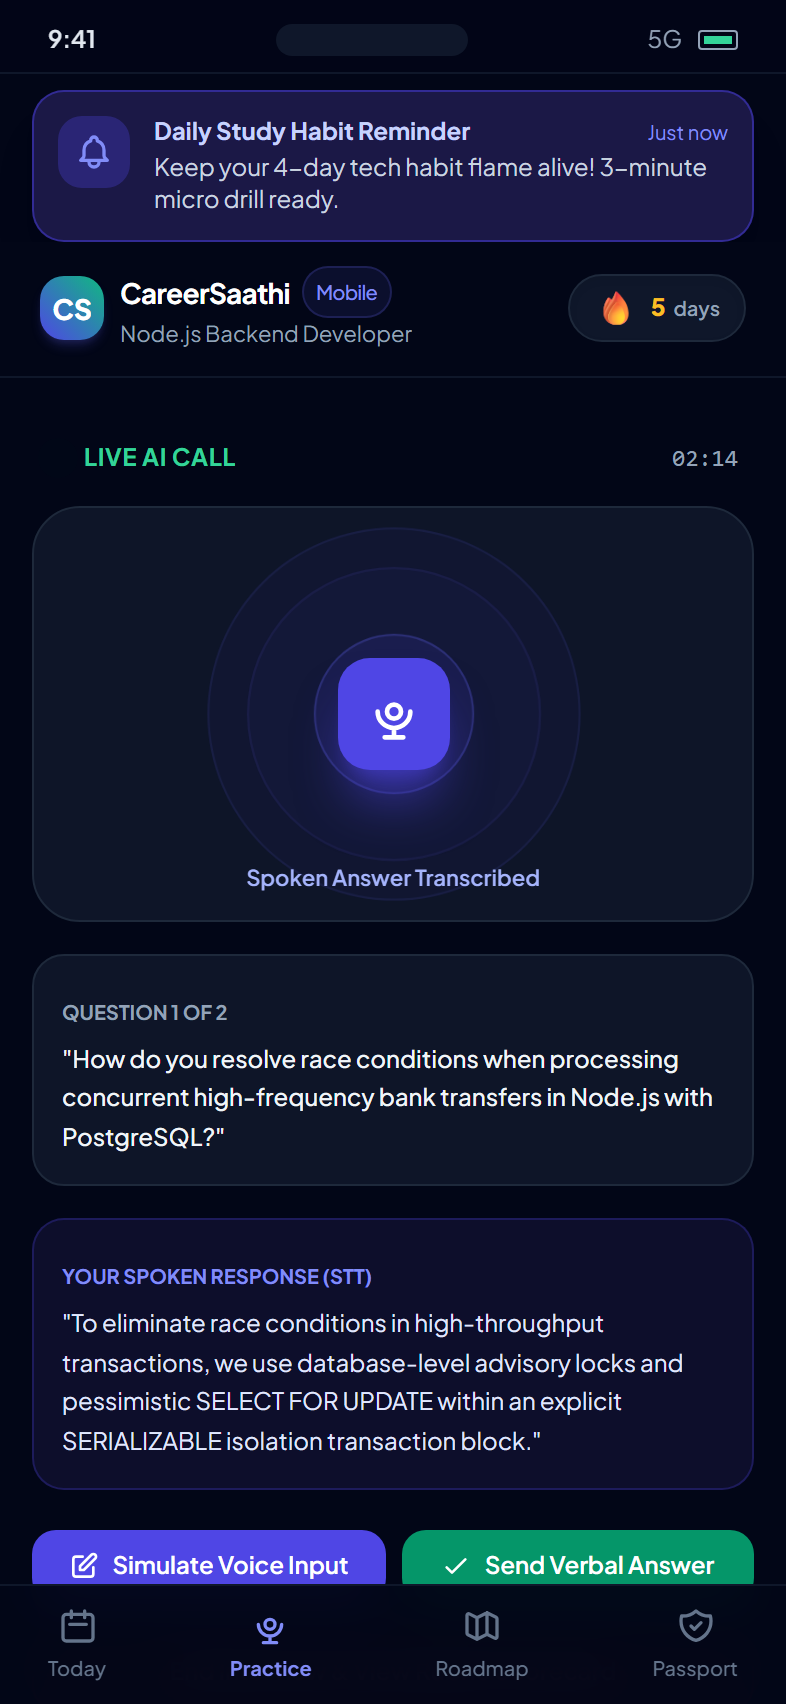 9:41
5G
Daily Study Habit Reminder
Just now
Keep your 4-day tech habit flame alive! 3-minute
micro drill ready.
CS
CareerSaathi
Mobile
Node.js Backend Developer
5 days
LIVE AI CALL
02:14
Spoken Answer Transcribed
QUESTION 1 OF 2
"How do you resolve race conditions when processing
concurrent high-frequency bank transfers in Node.js with
PostgreSQL?"
YOUR SPOKEN RESPONSE (STT)
"To eliminate race conditions in high-throughput
transactions, we use database-level advisory locks and
pessimistic SELECT FOR UPDATE within an explicit
SERIALIZABLE isolation transaction block."
Simulate Voice Input
Send Verbal Answer
Today
Practice
Roadmap
Passport